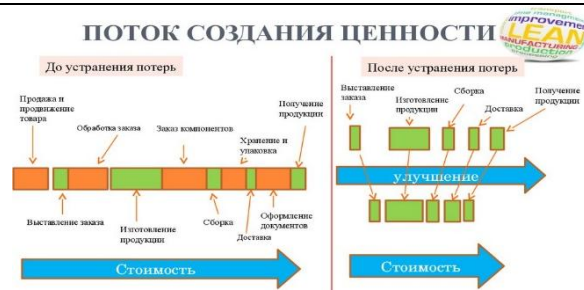 ПОТОК СОЗДАНИЯ ЦЕННОСТИ
improvement
LEAN
MANUFACTURING
production
До устранения потерь
После устранения потерь
Продажа и
продвижение
товара
Обработка заказа
Заказ компонентов
Хранение и
упаковка
Получение
продукции
Выставление заказа
Изготовление
продукции
Сборка
Доставка
Оформление
документов
Стоимость
Выставление
заказа
Изготовление
продукции
Сборка
Доставка
Получение
продукции
улучшение
Стоимость